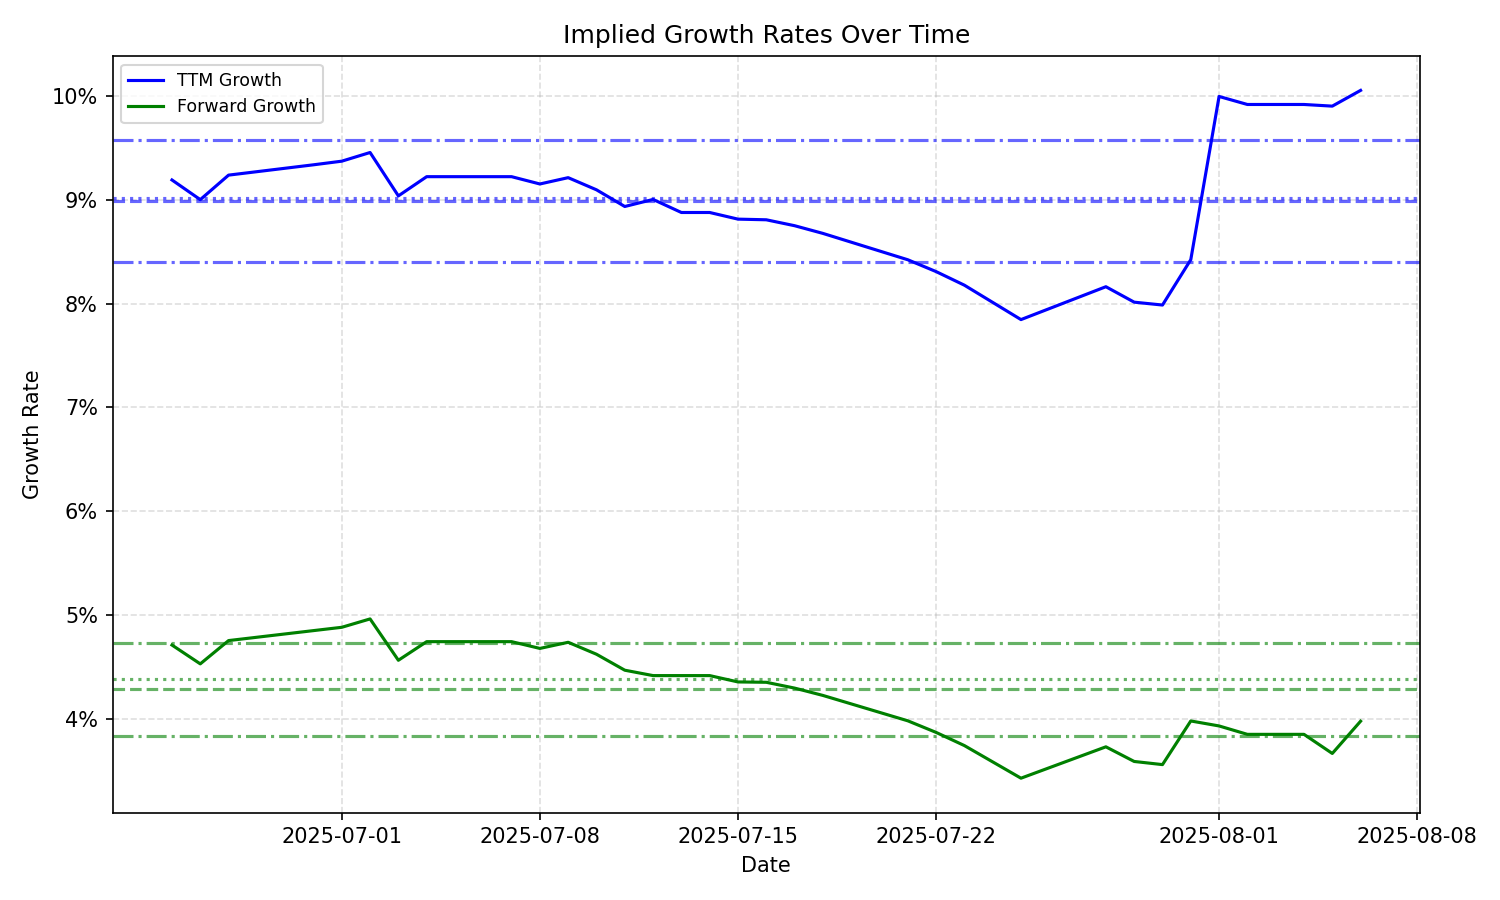 Implied Growth Rates Over Time
TTM Growth
Forward Growth
10%
9%
8%
7%
6%
5%
4%
Growth Rate
2025-07-01
2025-07-08
2025-07-15
2025-07-22
2025-08-01
2025-08-08
Date